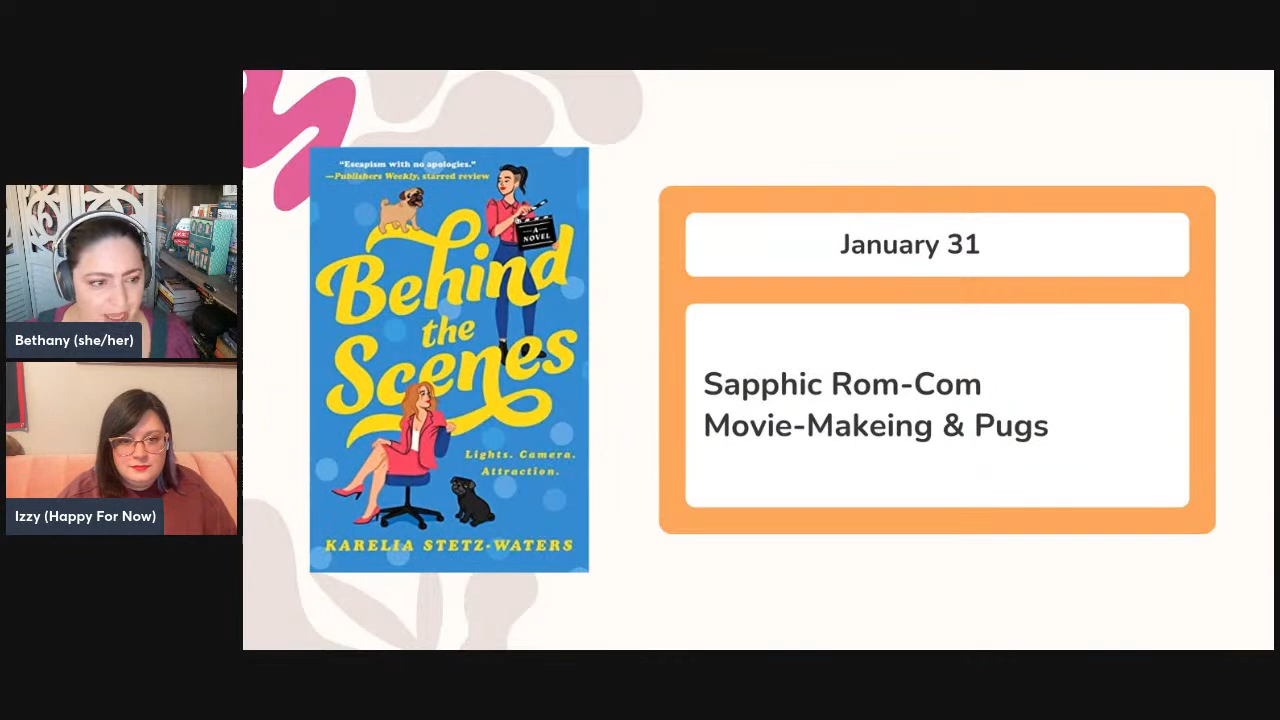 Bethany (she/her)
Izzy (Happy For Now)
“Escapism with no apologies.”
—Publishers Weekly, starred review
A
NOVEL
Behind
the
Scenes
Lights. Camera.
Attraction.
KARELIA STETZ-WATERS
January 31
Sapphic Rom-Com
Movie-Makeing & Pugs